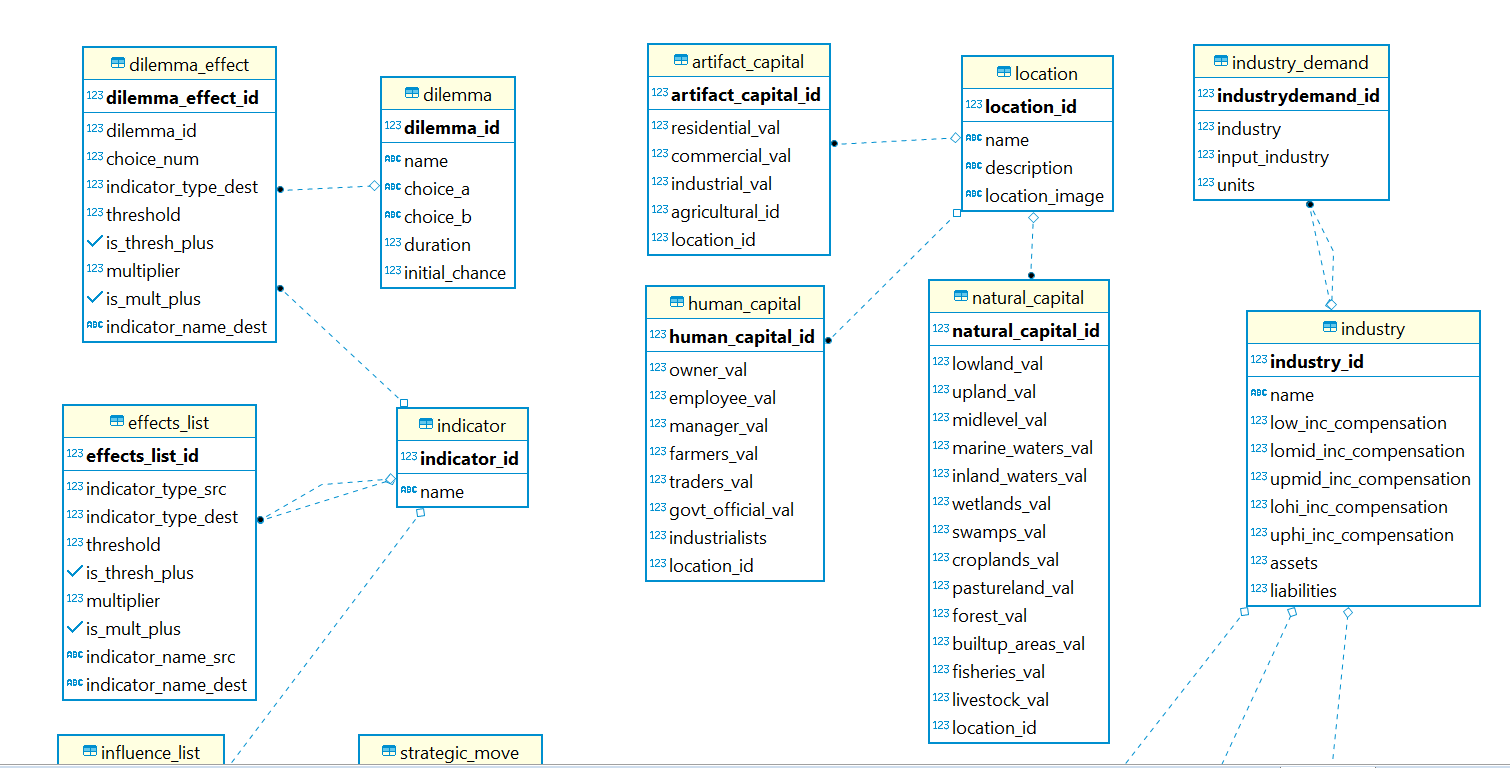 dilemma_effect
123 dilemma_effect_id
123 dilemma_id
123 choice_num
123 indicator_type_dest
123 threshold
is_thresh_plus
123 multiplier
is_mult_plus
ABC indicator_name_dest
dilemma
123 dilemma_id
ABC name
ABC choice_a
ABC choice_b
123 duration
123 initial_chance
artifact_capital
123 artifact_capital_id
123 residential_val
123 commercial_val
123 industrial_val
123 agricultural_id
123 location_id
location
123 location_id
ABC name
ABC description
ABC location_image
industry_demand
123 industrydemand_id
123 industry
123 input_industry
123 units
effects_list
123 effects_list_id
123 indicator_type_src
123 indicator_type_dest
123 threshold
is_thresh_plus
123 multiplier
is_mult_plus
ABC indicator_name_src
ABC indicator_name_dest
indicator
123 indicator_id
ABC name
human_capital
123 human_capital_id
123 owner_val
123 employee_val
123 manager_val
123 farmers_val
123 traders_val
123 govt_official_val
123 industrialists
123 location_id
natural_capital
123 natural_capital_id
123 lowland_val
123 upland_val
123 midlevel_val
123 marine_waters_val
123 inland_waters_val
123 wetlands_val
123 swamps_val
123 croplands_val
123 pastureland_val
123 forest_val
123 builtup_areas_val
123 fisheries_val
123 livestock_val
123 location_id
industry
123 industry_id
ABC name
123 low_inc_compensation
123 lomid_inc_compensation
123 upmid_inc_compensation
123 lohi_inc_compensation
123 uphi_inc_compensation
123 assets
123 liabilities
influence_list
strategic_move